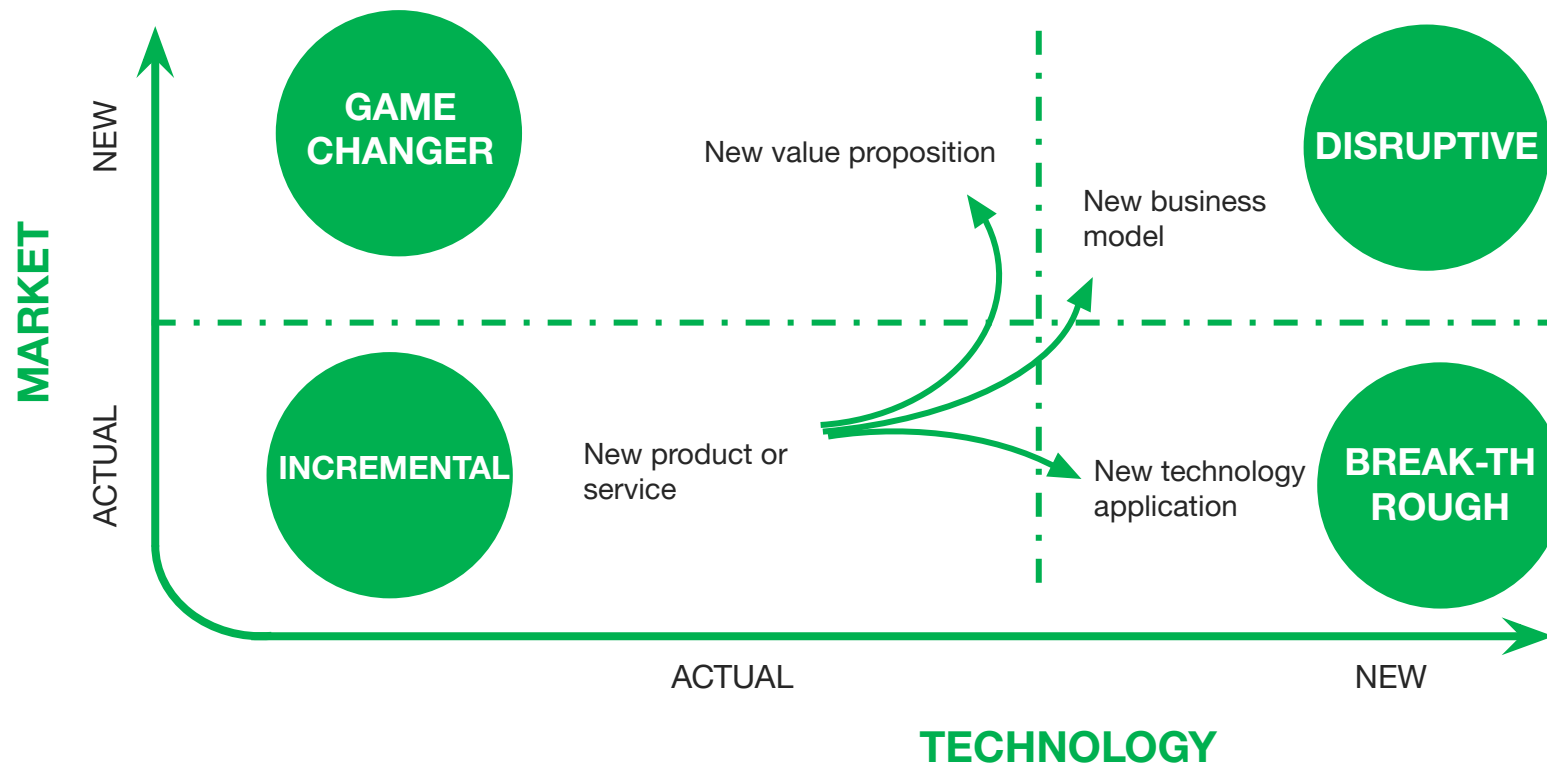 GAME
CHANGER
New value proposition
DISRUPTIVE
New business
model
NEW
MARKET
INCREMENTAL
New product or
service
New technology
application
BREAK-TH
ROUGH
ACTUAL
ACTUAL
NEW
TECHNOLOGY